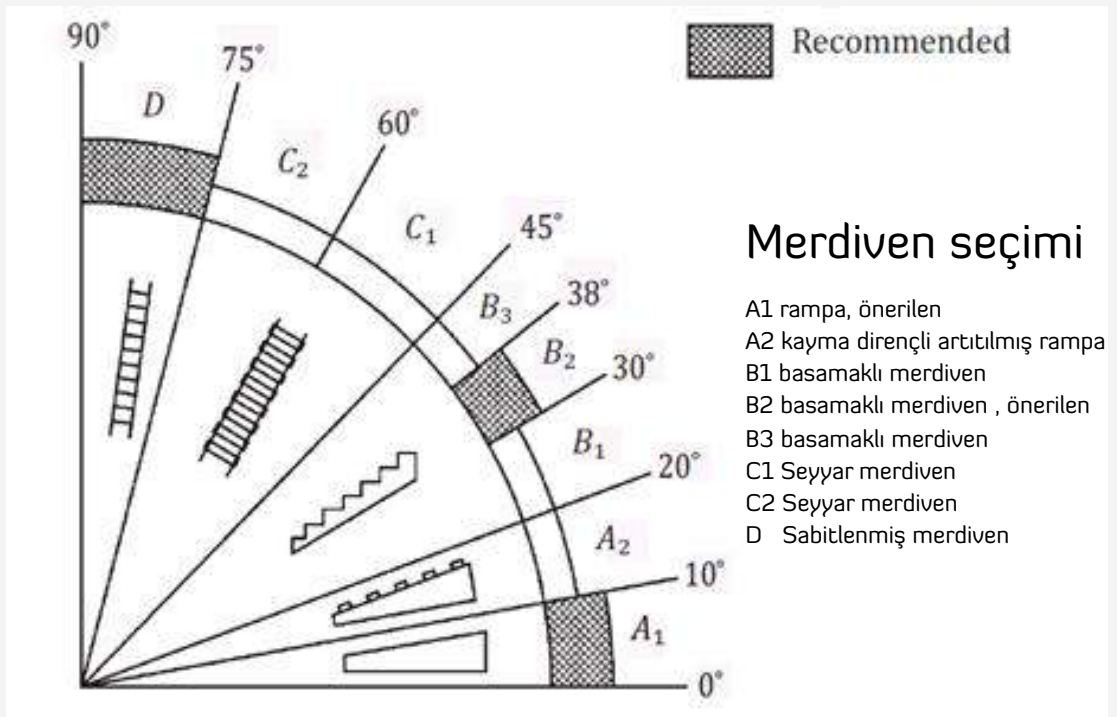 90°
75°
D
Recommended
60°
C₂
C₁
45°
B₃
38°
B₂
30°
B₁
20°
A₂
10°
A₁
0°
Merdiven seçimi
A1 rampa, önerilen
A2 kayma dirençli artıtılmış rampa
B1 basamaklı merdiven
B2 basamaklı merdiven , önerilen
B3 basamaklı merdiven
C1 Seyyar merdiven
C2 Seyyar merdiven
D Sabitlenmiş merdiven